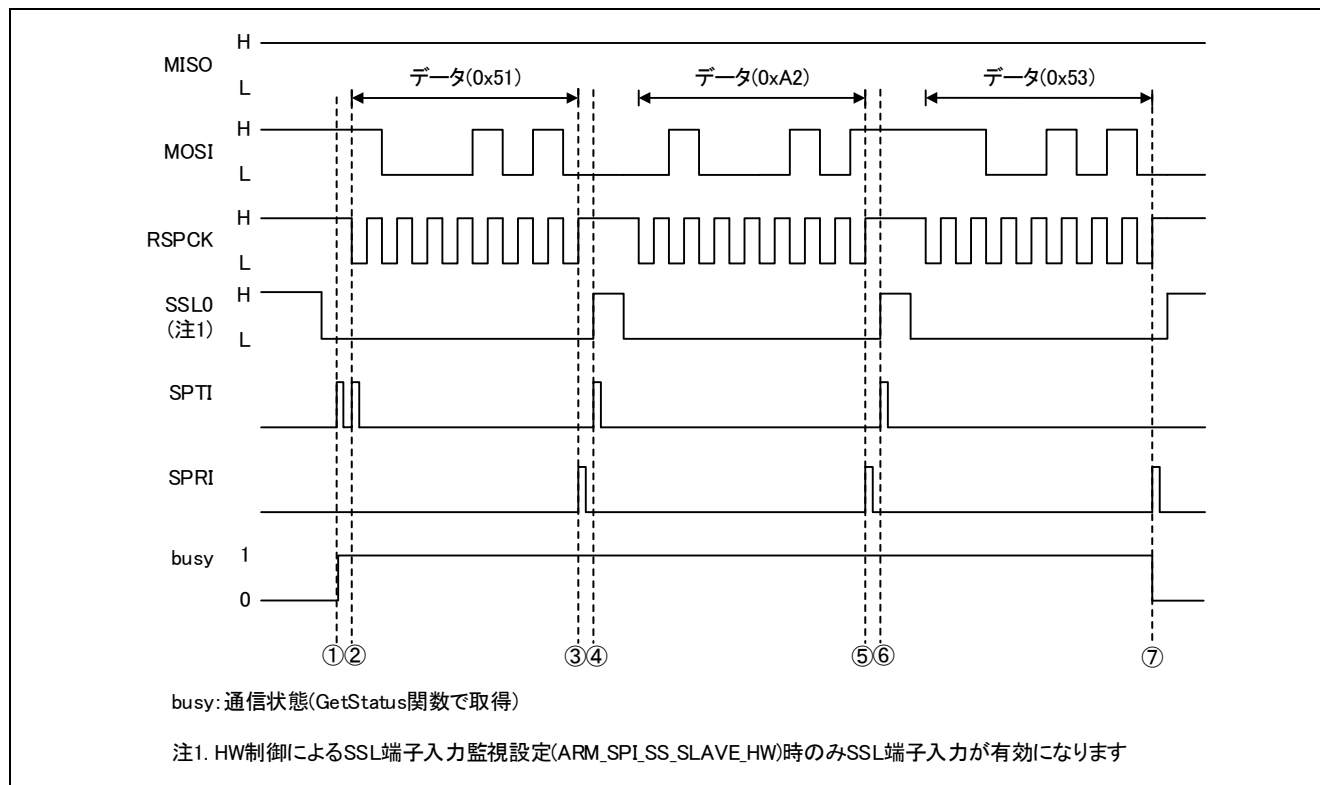 MISO
H
L
データ(0x51)
データ(0xA2)
データ(0x53)
MOSI
H
L
RSPCK
H
L
SSL0
(注1)
H
L
SPTI
SPRI
busy
1
0
①②
③④
⑤⑥
⑦
busy:通信状態(GetStatus関数で取得)
注1. HW制御によるSSL端子入力監視設定(ARM_SPI_SS_SLAVE_HW)時のみSSL端子入力が有効になります